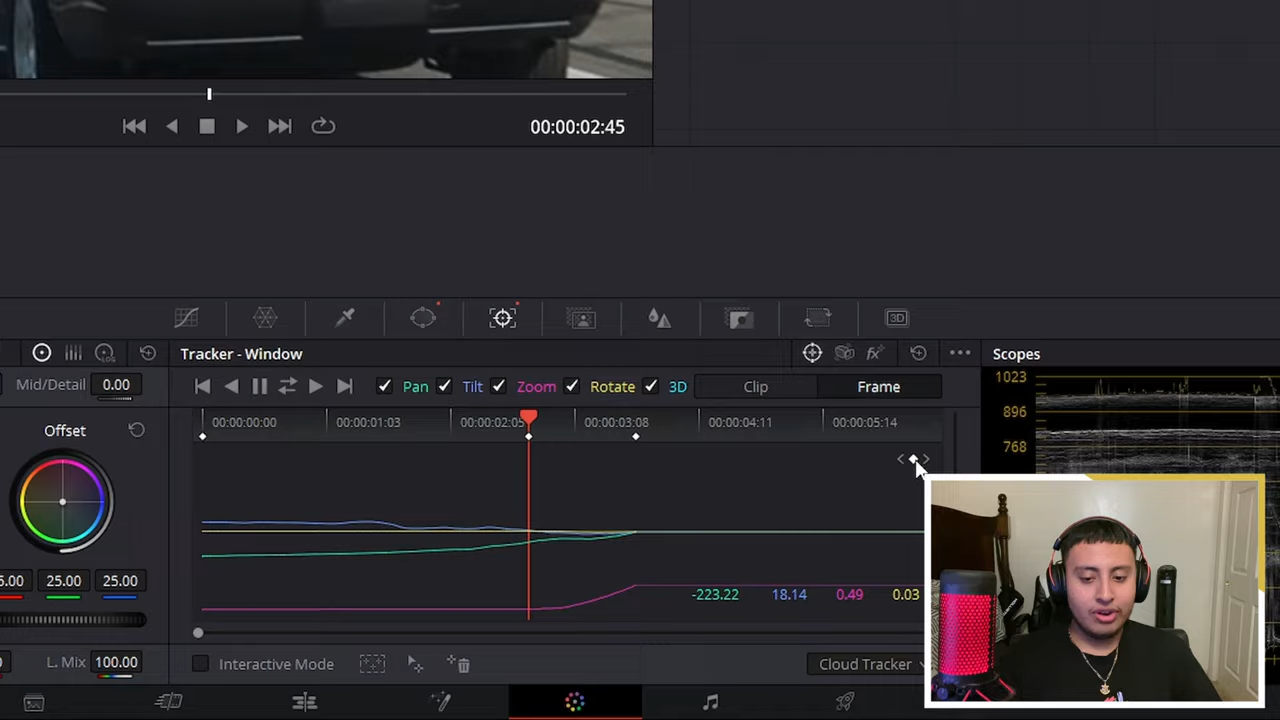 00:00:02:45
3D
Tracker - Window
Scopes
Mid/Detail 0.00
Pan Tilt Zoom Rotate 3D Clip Frame
1023
896
768
00:00:00:00 00:00:01:03 00:00:02:05 00:00:03:08 00:00:04:11 00:00:05:14
Offset
25.00 25.00
-223.22 18.14 0.49 0.03
L. Mix 100.00
Interactive Mode
Cloud Tracker